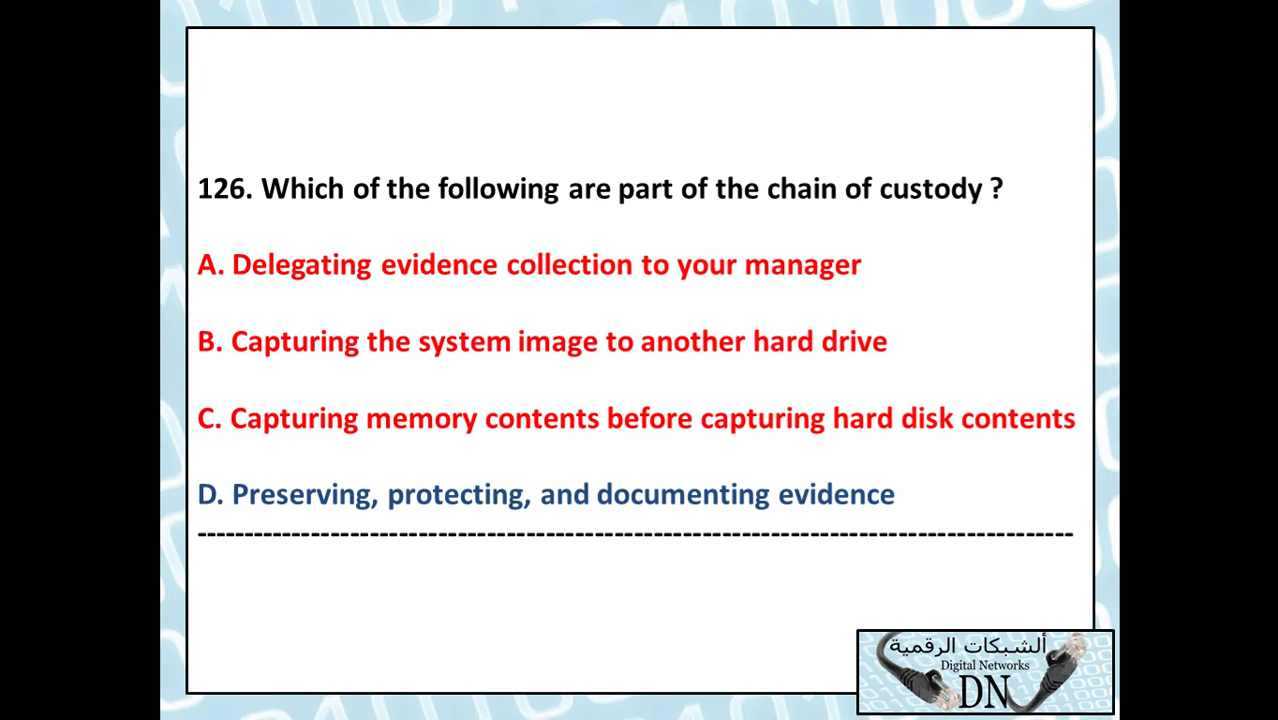 126. Which of the following are part of the chain of custody ?
A. Delegating evidence collection to your manager
B. Capturing the system image to another hard drive
C. Capturing memory contents before capturing hard disk contents
D. Preserving, protecting, and documenting evidence
---------------------------------------------------------------------------------------
ألشبكات الرقمية
Digital Networks
DN